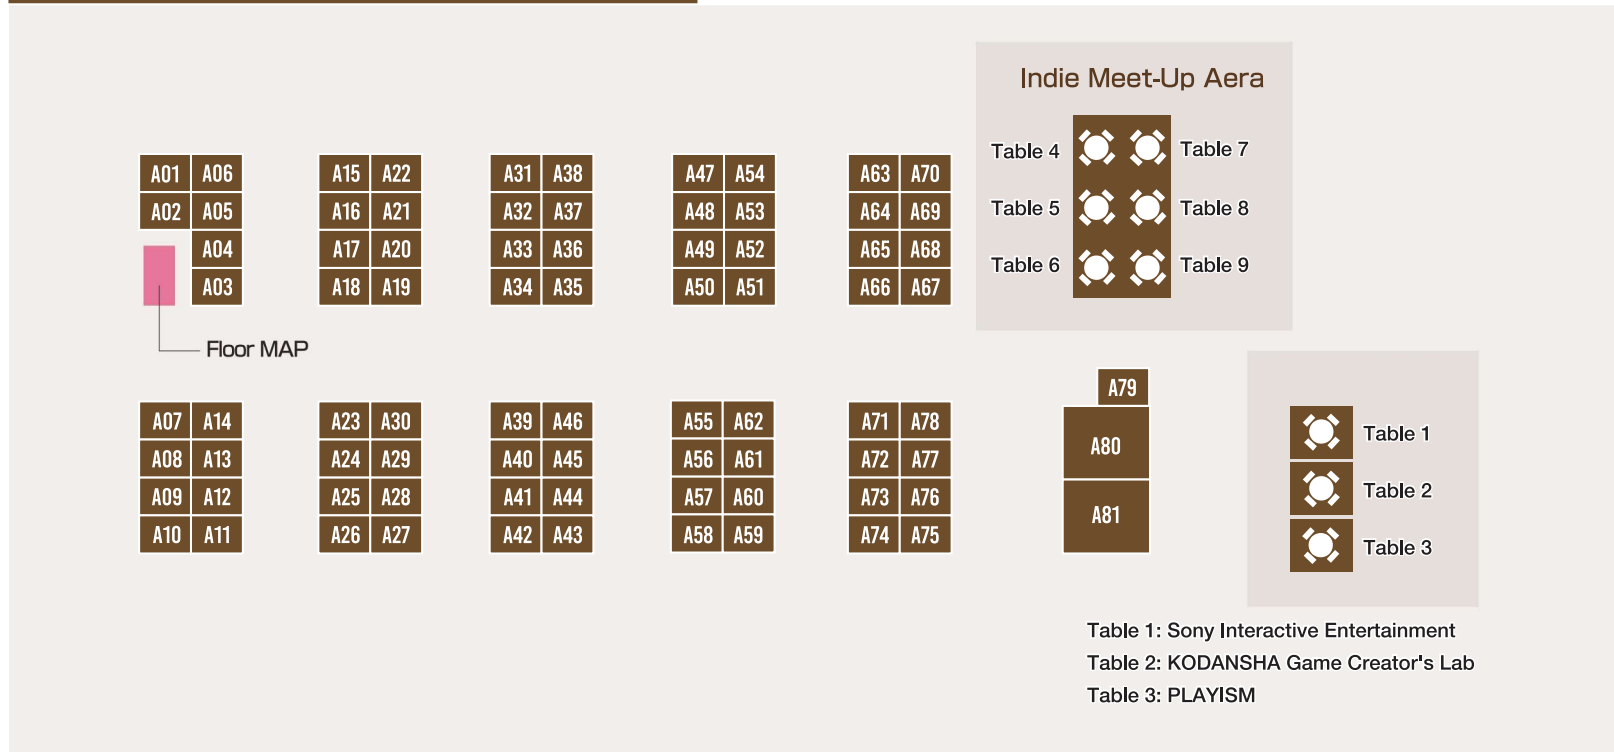 Indie Meet-Up Aera
Table 4 Table 7
Table 5 Table 8
Table 6 Table 9
A01 A06 A15 A22 A31 A38 A47 A54 A63 A70
A02 A05 A16 A21 A32 A37 A48 A53 A64 A69
A04 A17 A20 A33 A36 A49 A52 A65 A68
A03 A18 A19 A34 A35 A50 A51 A66 A67
Floor MAP
A79
A07 A14 A23 A30 A39 A46 A55 A62 A71 A78
A80
A08 A13 A24 A29 A40 A45 A56 A61 A72 A77
A09 A12 A25 A28 A41 A44 A57 A60 A73 A76
A81
A10 A11 A26 A27 A42 A43 A58 A59 A74 A75
Table 1
Table 2
Table 3
Table 1: Sony Interactive Entertainment
Table 2: KODANSHA Game Creator's Lab
Table 3: PLAYISM